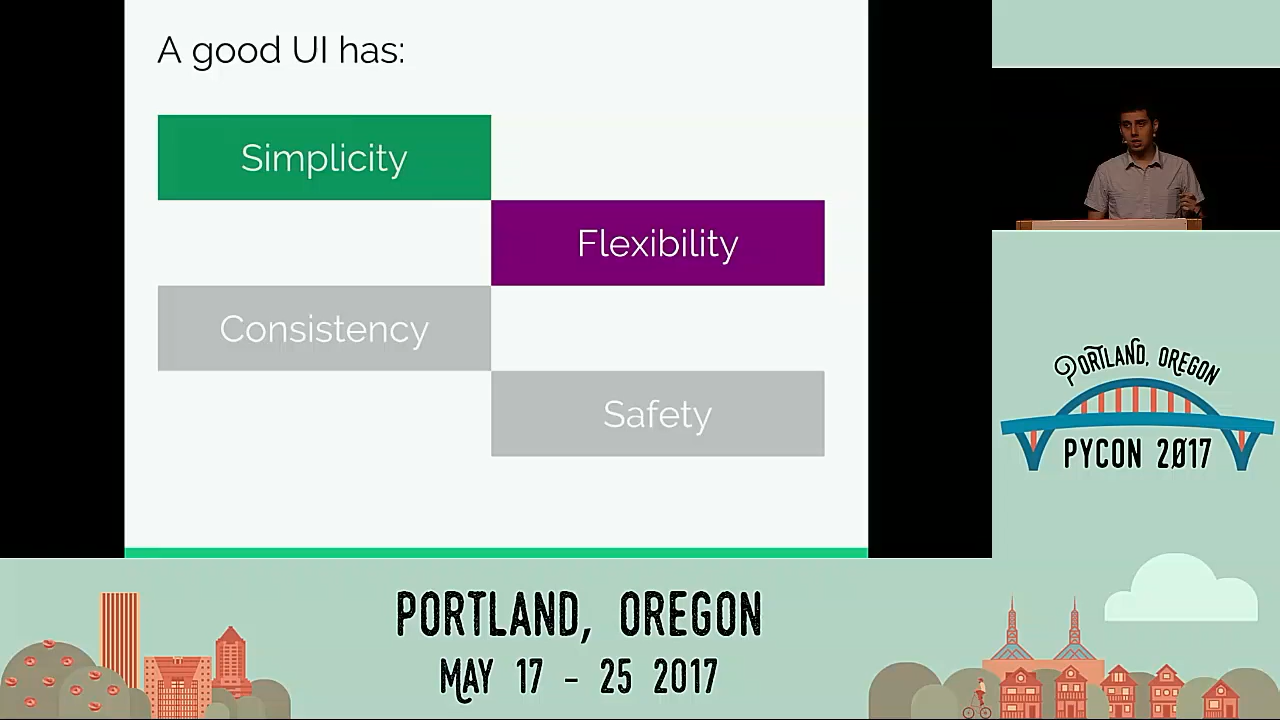 A good UI has:
Simplicity
Flexibility
Consistency
Safety
PORTLAND, OREGON
PYCON 2017
PORTLAND, OREGON
MAY 17 - 25 2017